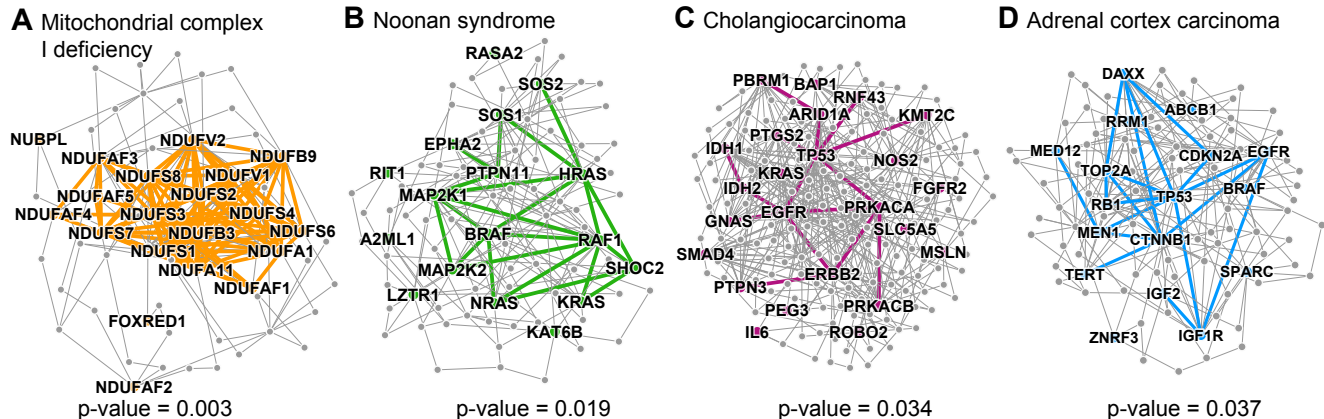 A Mitochondrial complex
I deficiency
NUBPL
NDUFV2
NDUFB9
NDUFAF3
NDUFS8
NDUFV1
NDUFAF5
NDUFS2
NDUFAF4
NDUFS3
NDUFS4
NDUFS7
NDUFB3
NDUFS6
NDUFS1
NDUFA1
NDUFA11
NDUFAF1
FOXRED1
NDUFAF2
p-value = 0.003
B Noonan syndrome
RASA2
SOS2
SOS1
EPHA2
RIT1
PTPN11
HRAS
MAP2K1
A2ML1
BRAF
RAF1
MAP2K2
SHOC2
LZTR1
NRAS
KRAS
KAT6B
p-value = 0.019
C Cholangiocarcinoma
PBRM1
BAP1
RNF43
ARID1A
KMT2C
PTGS2
IDH1
TP53
NOS2
KRAS
IDH2
FGFR2
GNAS
EGFR
PRKACA
SLC5A5
SMAD4
MSLN
ERBB2
PTPN3
PEG3
PRKACB
IL6
ROBO2
p-value = 0.034
D Adrenal cortex carcinoma
DAXX
ABCB1
RRM1
MED12
CDKN2A
EGFR
TOP2A
BRAF
RB1
TP53
MEN1
CTNNB1
TERT
SPARC
IGF2
ZNRF3
IGF1R
p-value = 0.037